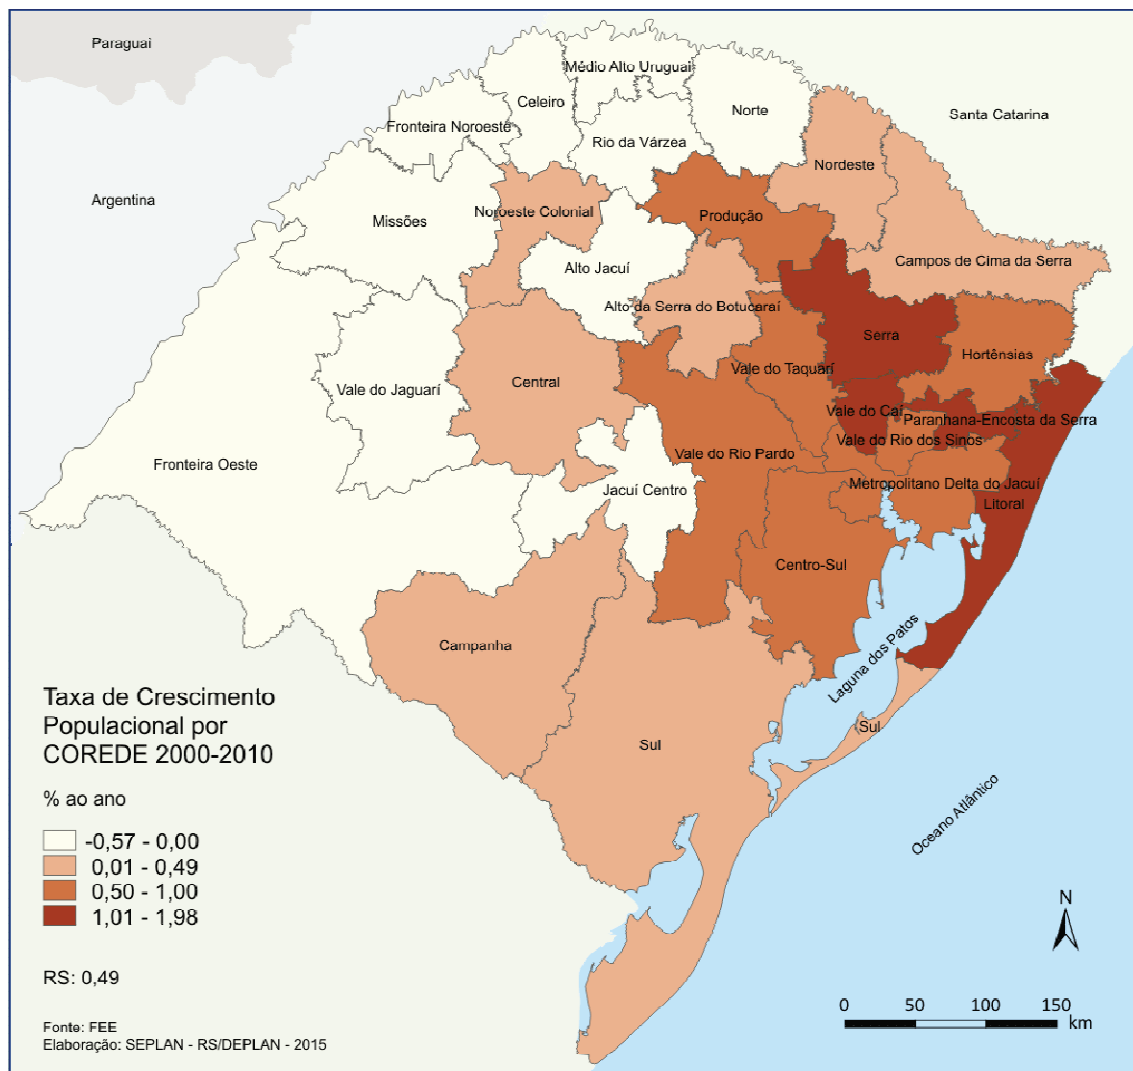 Paraguai
Médio Alto Uruguai
Celeiro
Norte
Santa Catarina
Fronteira Noroeste
Rio da Várzea
Nordeste
Argentina
Missões
Noroeste Colonial
Produção
Alto Jacuí
Campos de Cima da Serra
Alto da Serra do Botucaraí
Serra
Hortênsias
Vale do Taquarí
Central
Vale do Jaguarí
Vale do Caí
Paranhana-Encosta da Serra
Vale do Rio dos Sinos
Fronteira Oeste
Vale do Rio Pardo
Jacuí Centro
Metropolitano Delta do Jacuí
Litoral
Centro-Sul
Campanha
Laguna dos Patos
Sul
Sul
Oceano Atlântico
Taxa de Crescimento
Populacional por
COREDE 2000-2010
% ao ano
-0,57 - 0,00
0,01 - 0,49
0,50 - 1,00
1,01 - 1,98
RS: 0,49
Fonte: FEE
Elaboração: SEPLAN - RS/DEPLAN - 2015
N
0 50 100 150
km